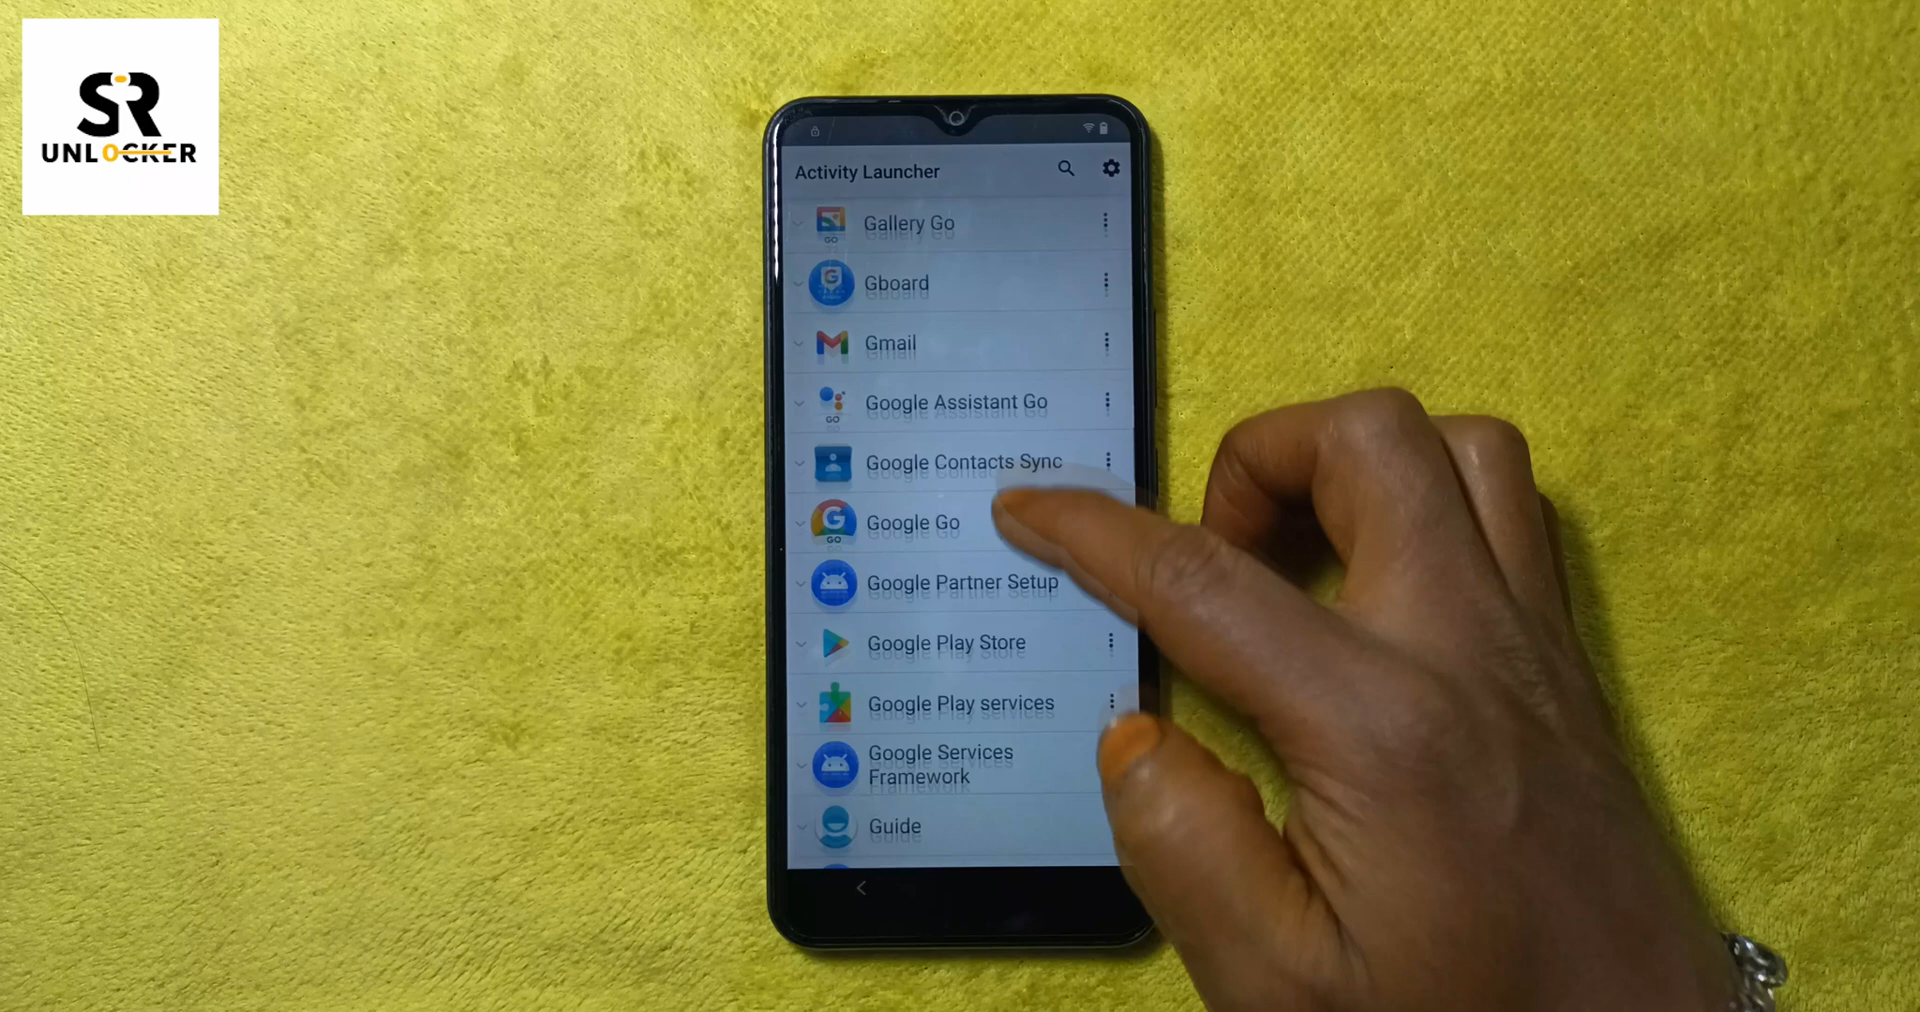 SR
UNLOCKER
Activity Launcher
Gallery Go
GO
Gboard
Gmail
Google Assistant Go
GO
Google Contacts Sync
Google Go
GO
Google Partner Setup
Google Play Store
Google Play services
Google Services
Framework
Guide